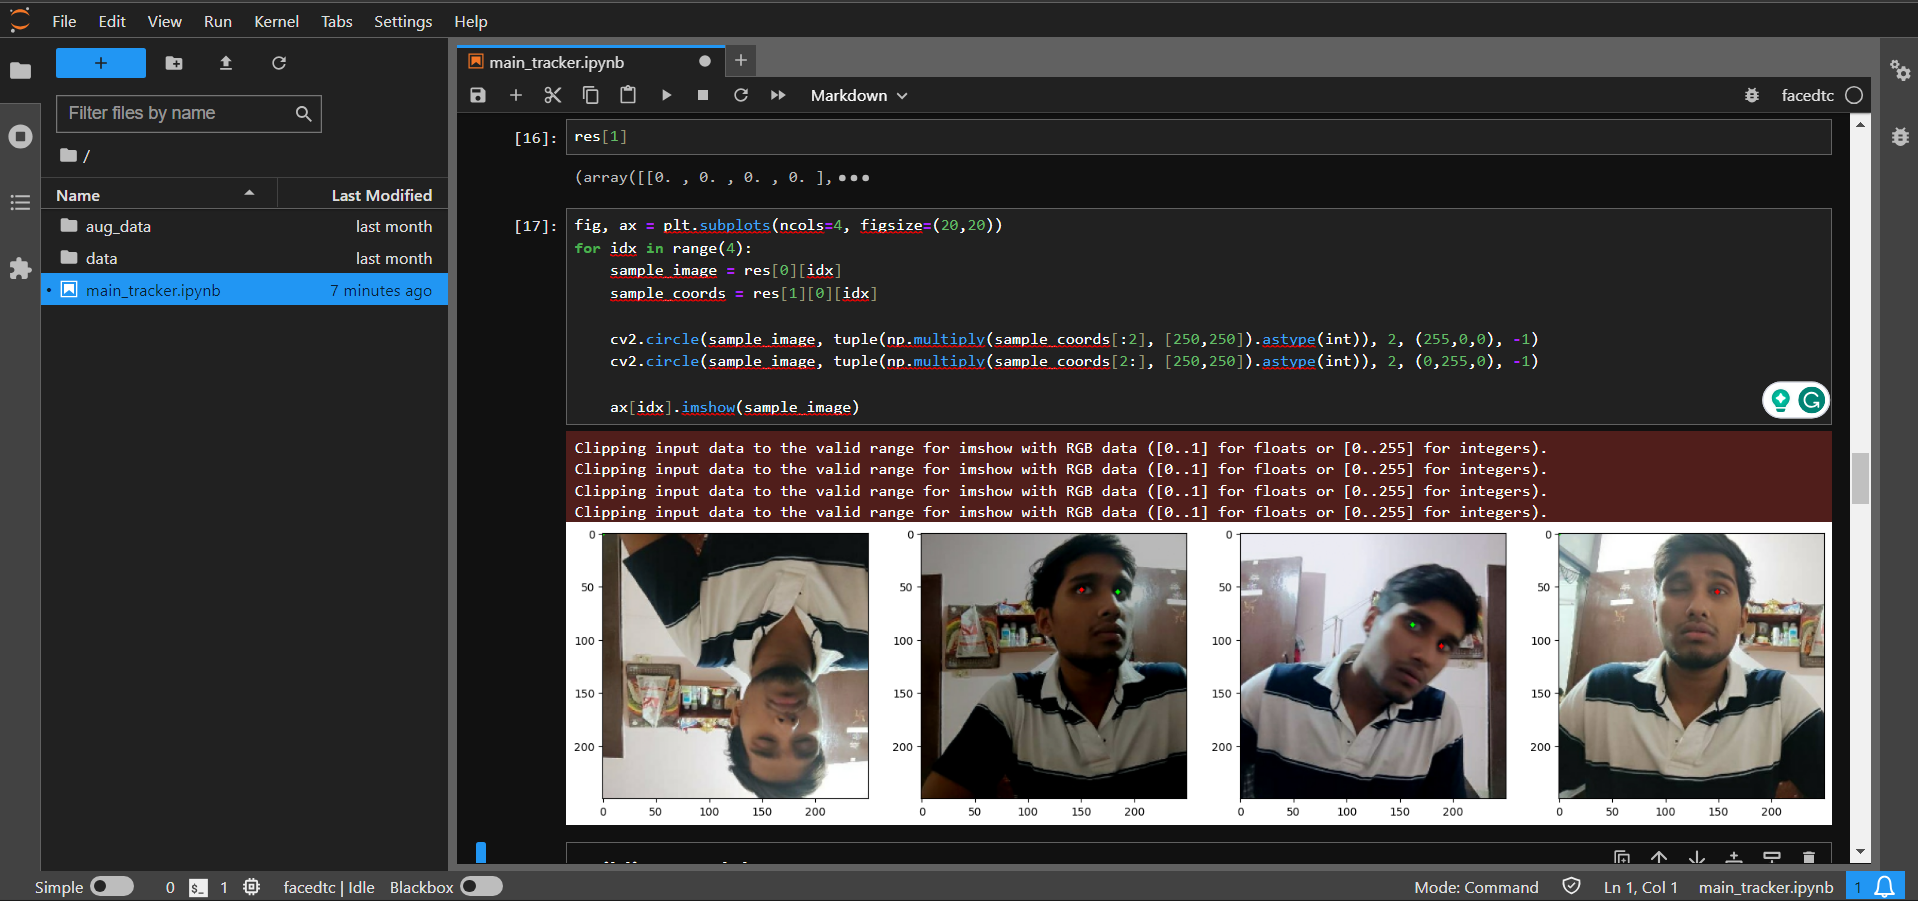 File Edit View Run Kernel Tabs Settings Help
+
Filter files by name
/
Name Last Modified
aug_data last month
data last month
main_tracker.ipynb 7 minutes ago
main_tracker.ipynb
Markdown
facedtc
[16]: res[1]
(array([[0. , 0. , 0. , 0. ],•••
[17]: fig, ax = plt.subplots(ncols=4, figsize=(20,20))
for idx in range(4):
    sample_image = res[0][idx]
    sample_coords = res[1][0][idx]
    cv2.circle(sample_image, tuple(np.multiply(sample_coords[:2], [250,250]).astype(int)), 2, (255,0,0), -1)
    cv2.circle(sample_image, tuple(np.multiply(sample_coords[2:], [250,250]).astype(int)), 2, (0,255,0), -1)
    ax[idx].imshow(sample_image)
Clipping input data to the valid range for imshow with RGB data ([0..1] for floats or [0..255] for integers).
Clipping input data to the valid range for imshow with RGB data ([0..1] for floats or [0..255] for integers).
Clipping input data to the valid range for imshow with RGB data ([0..1] for floats or [0..255] for integers).
Clipping input data to the valid range for imshow with RGB data ([0..1] for floats or [0..255] for integers).
0 0 0 0
50 50 50 50
100 100 100 100
150 150 150 150
200 200 200 200
0 50 100 150 200 0 50 100 150 200 0 50 100 150 200 0 50 100 150 200
Simple 0 $_ 1 facedtc | Idle Blackbox Mode: Command Ln 1, Col 1 main_tracker.ipynb 1